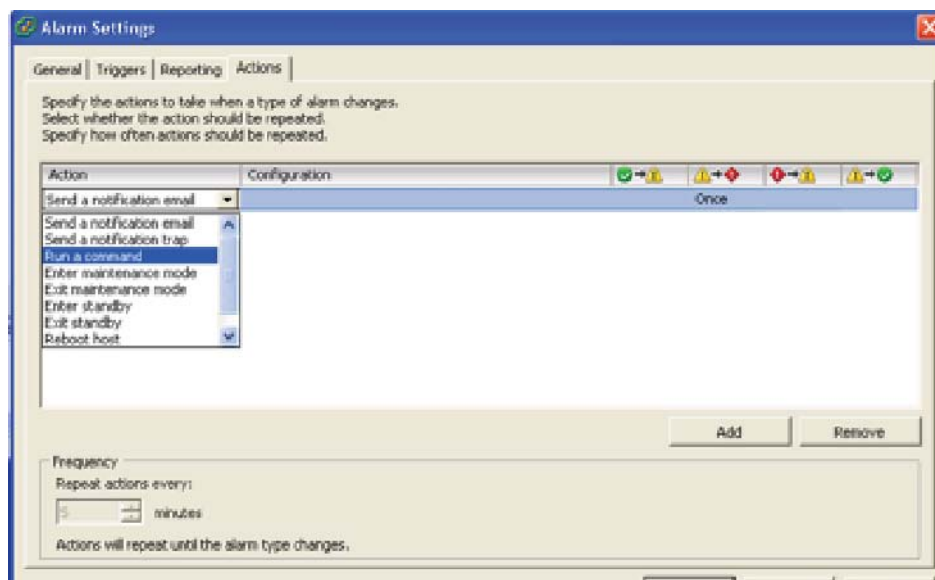 Alarm Settings
General Triggers Reporting Actions
Specify the actions to take when a type of alarm changes.
Select whether the action should be repeated.
Specify how often actions should be repeated.
Action Configuration
Send a notification email Once
Send a notification email
Send a notification trap
Run a command
Enter maintenance mode
Exit maintenance mode
Enter standby
Exit standby
Reboot host
Add Remove
Frequency
Repeat actions every:
5 minutes
Actions will repeat until the alarm type changes.